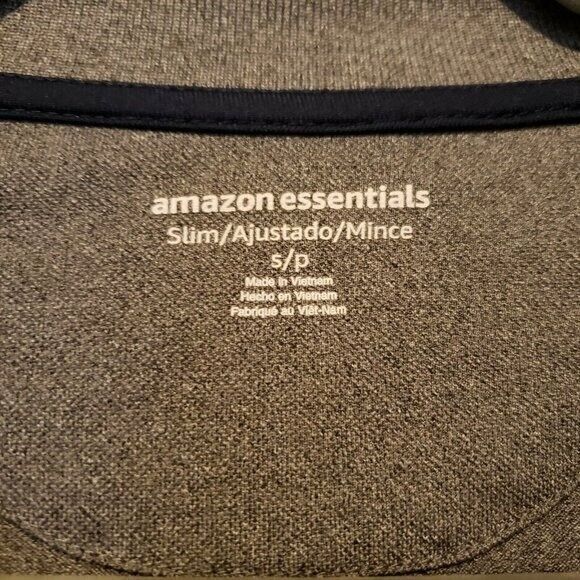 amazon essentials
Slim/Ajustado/Mince
s/p
Made in Vietnam
Hecho en Vietnam
Fabriqué au Viêt-Nam